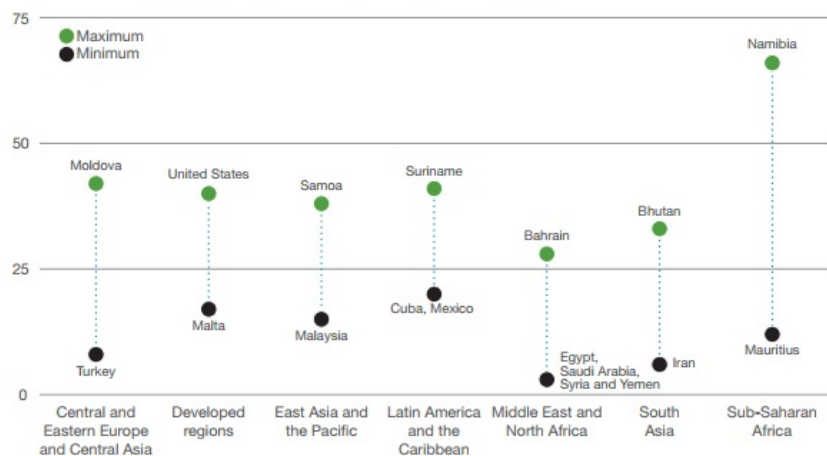 75
Maximum
Minimum
Namibia
50
Moldova
United States
Samoa
Suriname
Bhutan
Bahrain
25
Malta
Malaysia
Cuba, Mexico
Turkey
Egypt,
Saudi Arabia,
Syria and Yemen
Iran
Mauritius
0
Central and
Eastern Europe
and Central Asia
Developed
regions
East Asia and
the Pacific
Latin America
and the
Caribbean
Middle East and
North Africa
South
Asia
Sub-Saharan
Africa